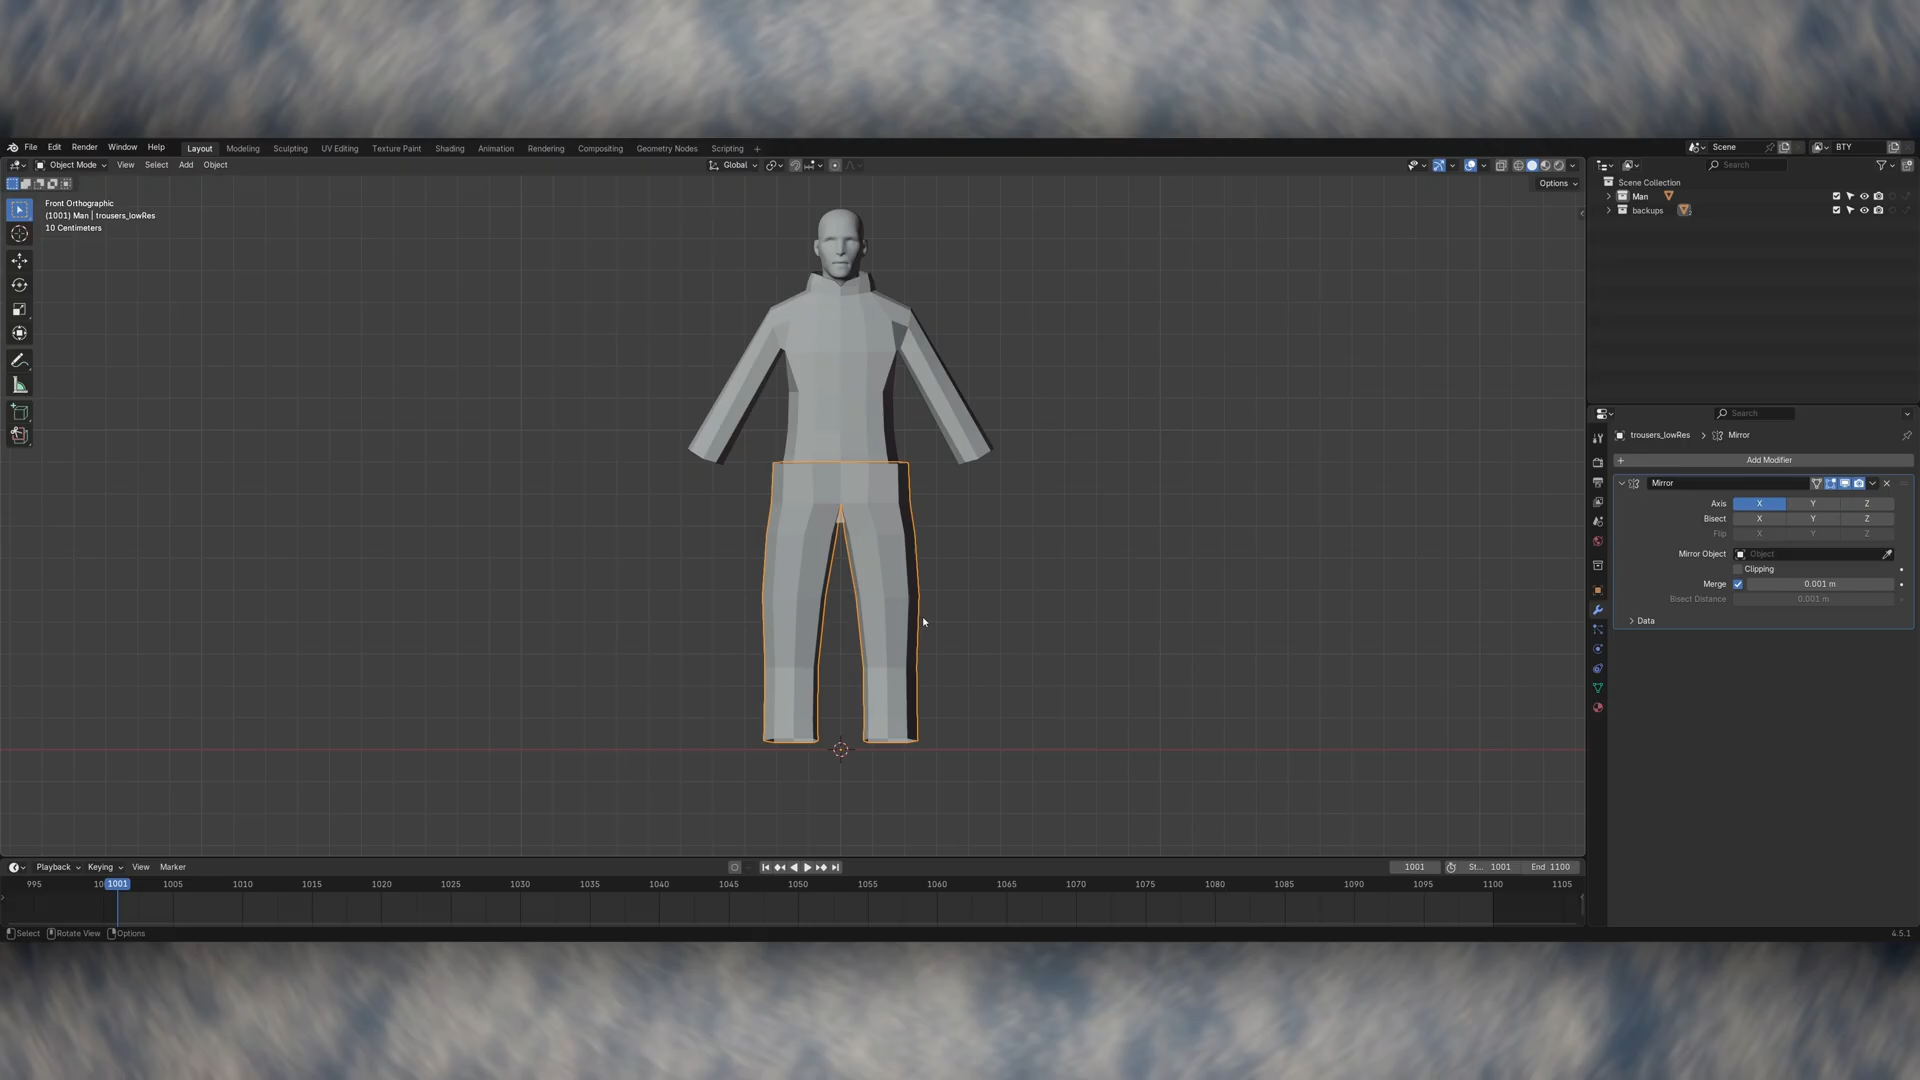 File Edit Render Window Help Layout Modeling Sculpting UV Editing Texture Paint Shading Animation Rendering Compositing Geometry Nodes Scripting + Scene BTY
Object Mode View Select Add Object Global Search
Options
Front Orthographic
(1001) Man | trousers_lowRes
10 Centimeters
Scene Collection
Man
backups
Search
trousers_lowRes > Mirror
+ Add Modifier
Mirror
Axis X Y Z
Bisect X Y Z
Flip X Y Z
Mirror Object Object
Clipping
Merge 0.001 m
Bisect Distance 0.001 m
Data
Playback Keying View Marker 1001 St... 1001 End 1100
995 10 1001 1005 1010 1015 1020 1025 1030 1035 1040 1045 1050 1055 1060 1065 1070 1075 1080 1085 1090 1095 1100 1105
Select Rotate View Options 4.5.1